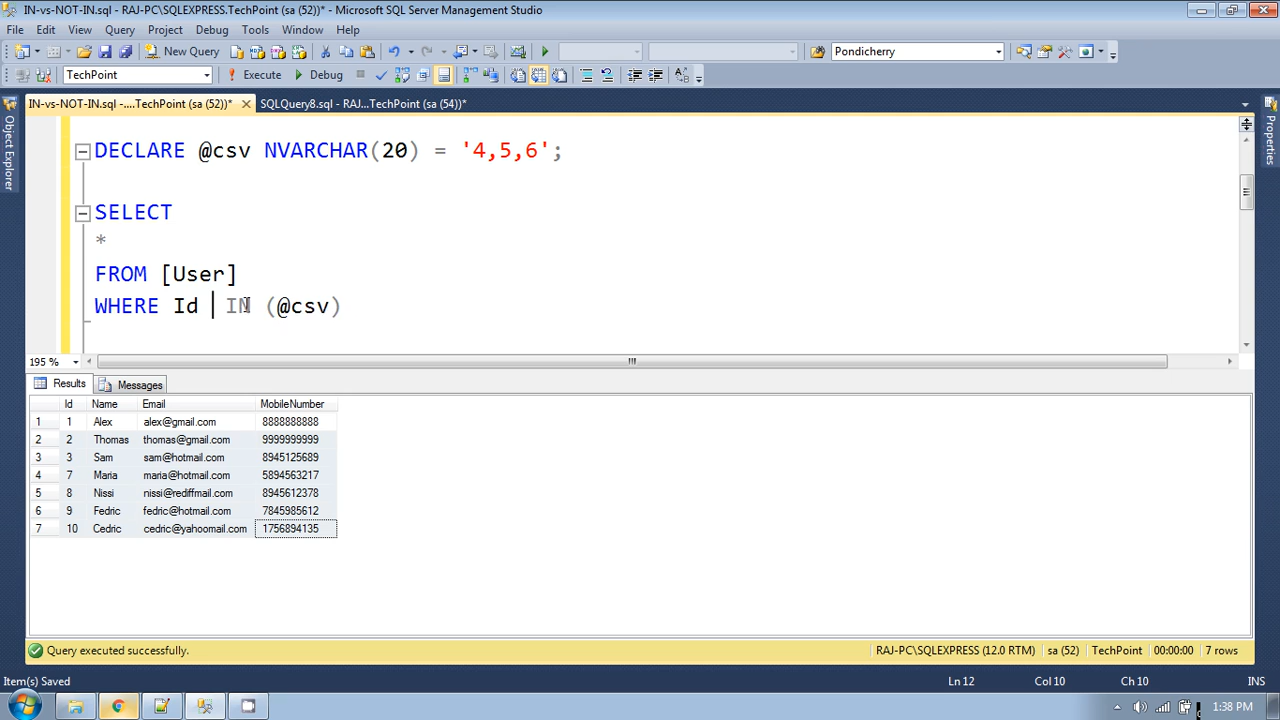 IN-vs-NOT-IN.sql - RAJ-PC\SQLEXPRESS.TechPoint (sa (52))* - Microsoft SQL Server Management Studio
File Edit View Query Project Debug Tools Window Help
New Query Pondicherry
TechPoint Execute Debug
IN-vs-NOT-IN.sql -....TechPoint (sa (52))* SQLQuery8.sql - RAJ...TechPoint (sa (54))*
Object Explorer
Properties
DECLARE @csv NVARCHAR(20) = '4,5,6';
SELECT
*
FROM [User]
WHERE Id IN (@csv)
195 %
Results Messages
Id Name Email MobileNumber
1 1 Alex alex@gmail.com 8888888888
2 2 Thomas thomas@gmail.com 9999999999
3 3 Sam sam@hotmail.com 8945125689
4 7 Maria maria@hotmail.com 5894563217
5 8 Nissi nissi@rediffmail.com 8945612378
6 9 Fedric fedric@hotmail.com 7845985612
7 10 Cedric cedric@yahoomail.com 1756894135
Query executed successfully. RAJ-PC\SQLEXPRESS (12.0 RTM) sa (52) TechPoint 00:00:00 7 rows
Item(s) Saved Ln 12 Col 10 Ch 10 INS
1:38 PM